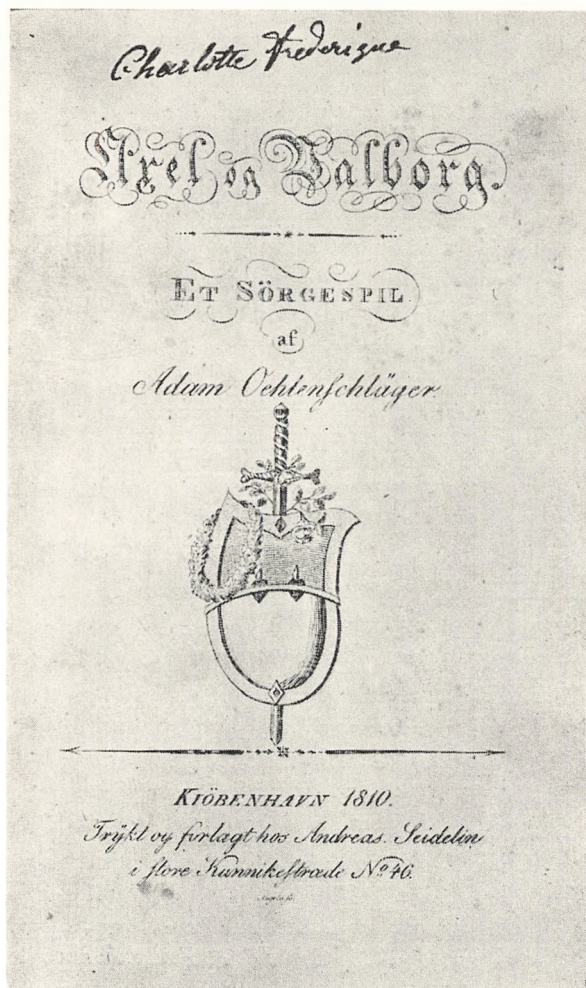 Charlotte Frederique
Axel og Valborg.
ET SÖRGESPIL
af
Adam Oehlenschläger.
KIÖBENHAVN 1810.
Trÿkt og forlagt hos Andreas Seidelin
i store Kannikestræde No 46.